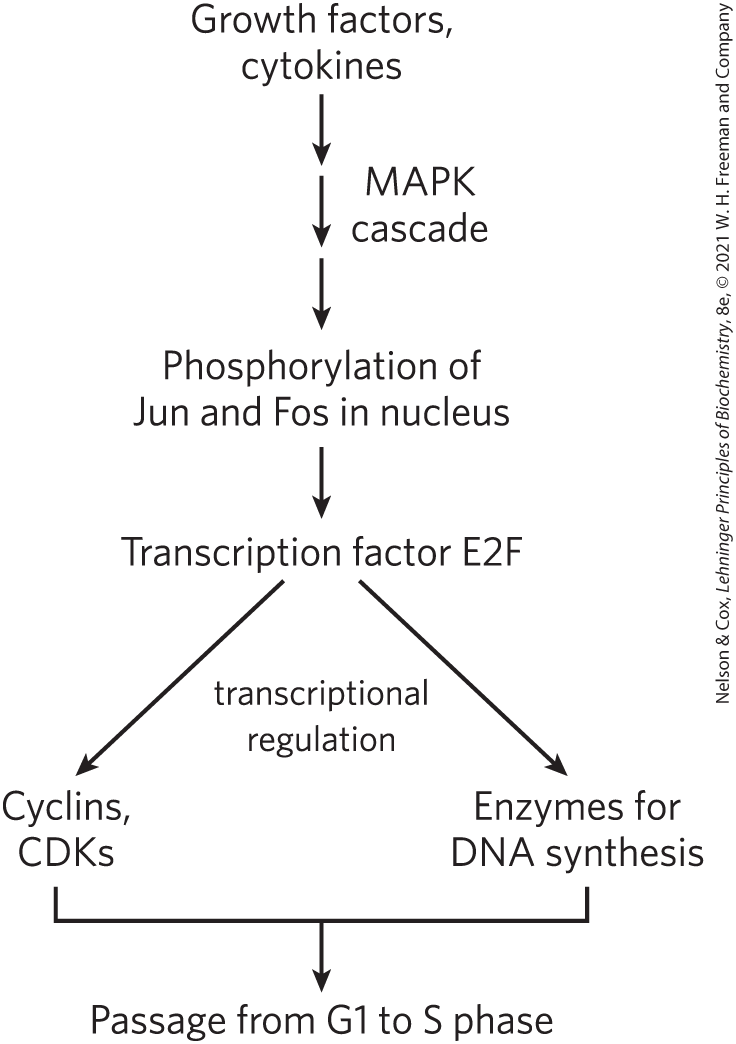 Growth factors,
cytokines
MAPK
cascade
Phosphorylation of
Jun and Fos in nucleus
Transcription factor E2F
transcriptional
regulation
Cyclins,
CDKs
Enzymes for
DNA synthesis
Passage from G1 to S phase
Nelson & Cox, Lehninger Principles of Biochemistry, 8e, © 2021 W. H. Freeman and Company